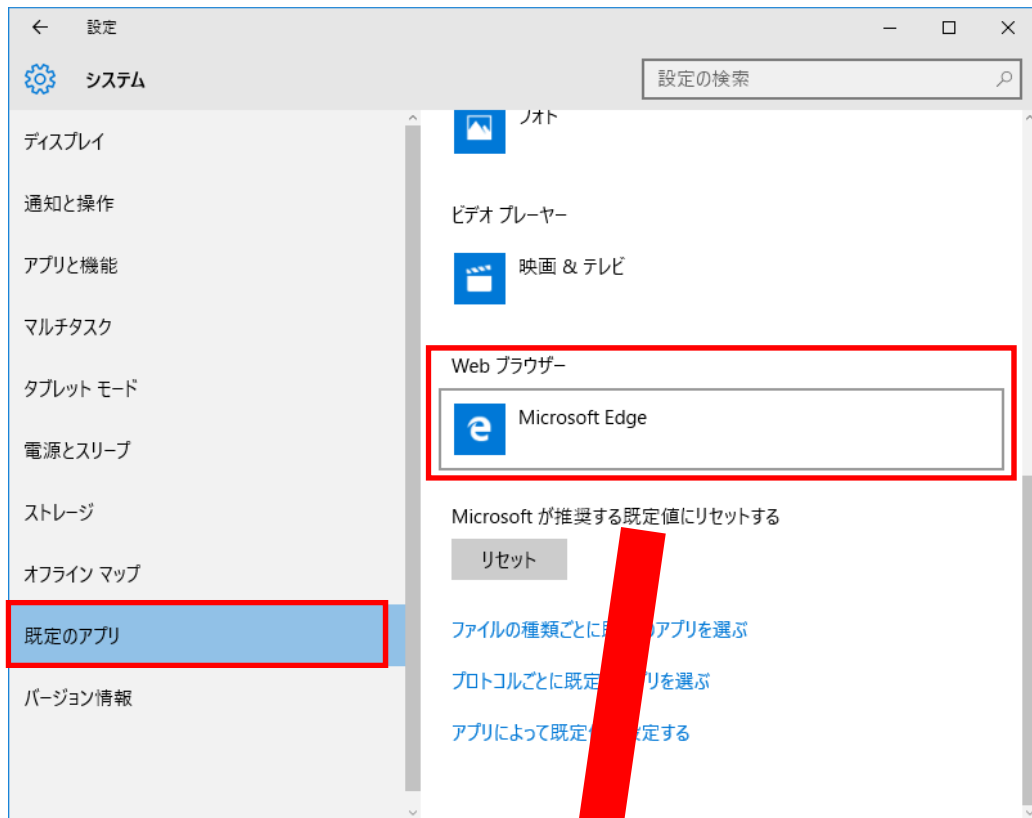 設定
システム
設定の検索
ディスプレイ
通知と操作
アプリと機能
マルチタスク
タブレット モード
電源とスリープ
ストレージ
オフライン マップ
既定のアプリ
バージョン情報
フォト
ビデオ プレーヤー
映画 & テレビ
Web ブラウザー
Microsoft Edge
Microsoft が推奨する既定値にリセットする
リセット
ファイルの種類ごとに アプリを選ぶ
プロトコルごとに既定 リを選ぶ
アプリによって既定 定する